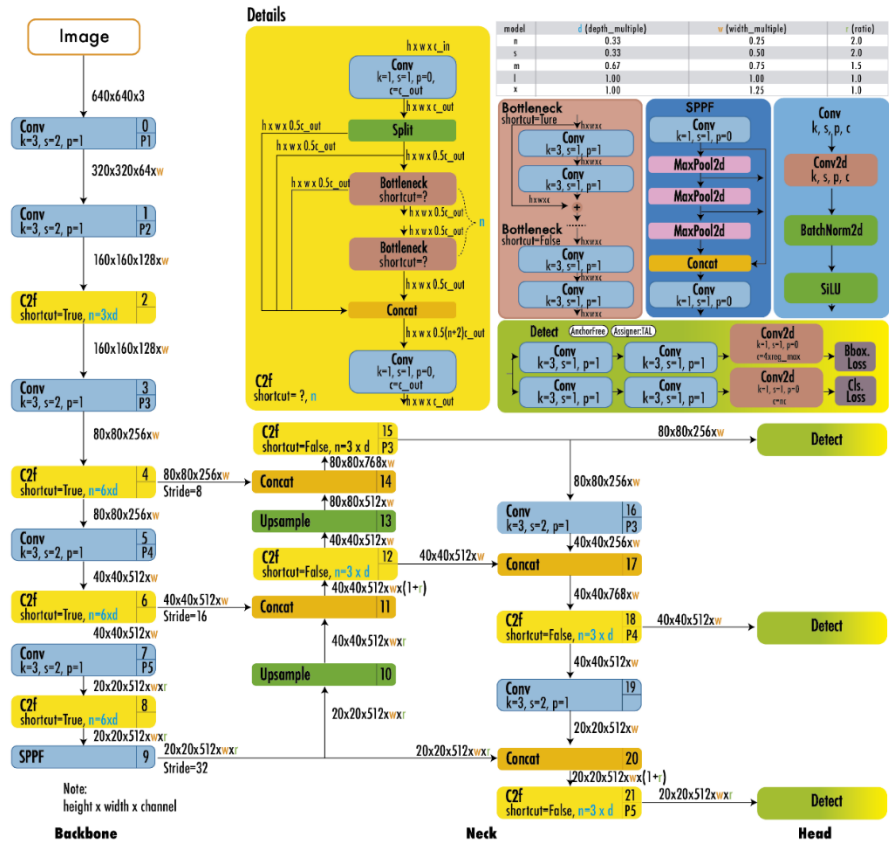 Image
640x640x3
Conv
k=3, s=2, p=1
0
P1
320x320x64xw
Conv
k=3, s=2, p=1
1
P2
160x160x128xw
C2f
shortcut=True, n=3xd
2
160x160x128xw
Conv
k=3, s=2, p=1
3
P3
80x80x256xw
C2f
shortcut=True, n=6xd
4
80x80x256xw
Stride=8
80x80x256xw
Conv
k=3, s=2, p=1
5
P4
40x40x512xw
C2f
shortcut=True, n=6xd
6
40x40x512xw
Stride=16
40x40x512xw
Conv
k=3, s=2, p=1
7
P5
20x20x512xwxr
C2f
shortcut=True, n=6xd
8
20x20x512xwxr
SPPF
9
20x20x512xwxr
Stride=32
Note:
height x width x channel
Backbone
Details
h x w x c_in
Conv
k=1, s=1, p=0,
c=c_out
h x w x c_out
Split
h x w x 0.5c_out
h x w x 0.5c_out
h x w x 0.5c_out
h x w x 0.5c_out
Bottleneck
shortcut=?
h x w x 0.5c_out
h x w x 0.5c_out
n
Bottleneck
shortcut=?
h x w x 0.5c_out
Concat
h x w x 0.5(n+2)c_out
Conv
k=1, s=1, p=0,
c=c_out
h x w x c_out
C2f
shortcut= ?, n
model d (depth_multiple) w (width_multiple) r (ratio)
n 0.33 0.25 2.0
s 0.33 0.50 2.0
m 0.67 0.75 1.5
l 1.00 1.00 1.0
x 1.00 1.25 1.0
Bottleneck
shortcut=Ture
hxwxc
Conv
k=3, s=1, p=1
hxwxc
Conv
k=3, s=1, p=1
hxwxc
+
hxwxc
Bottleneck
shortcut=False
hxwxc
Conv
k=3, s=1, p=1
hxwxc
Conv
k=3, s=1, p=1
hxwxc
SPPF
Conv
k=1, s=1, p=0
MaxPool2d
MaxPool2d
MaxPool2d
Concat
Conv
k=1, s=1, p=0
Conv
k, s, p, c
Conv2d
k, s, p, c
BatchNorm2d
SiLU
Detect
AnchorFree
Assigner:TAL
Conv
k=3, s=1, p=1
Conv
k=3, s=1, p=1
Conv2d
k=1, s=1, p=0
c=4xreg_max
Bbox.
Loss
Conv
k=3, s=1, p=1
Conv
k=3, s=1, p=1
Conv2d
k=1, s=1, p=0
c=nc
Cls.
Loss
C2f
shortcut=False, n=3 x d
15
P3
80x80x256xw
Detect
80x80x768xw
Concat
14
80x80x512xw
Upsample
13
40x40x512xw
C2f
shortcut=False, n=3 x d
12
40x40x512xw
40x40x512xwx(1+r)
Concat
11
40x40x512xwxr
Upsample
10
20x20x512xwxr
80x80x256xw
Conv
k=3, s=2, p=1
16
P3
40x40x256xw
Concat
17
40x40x768xw
C2f
shortcut=False, n=3 x d
18
P4
40x40x512xw
Detect
40x40x512xw
Conv
k=3, s=2, p=1
19
20x20x512xw
20x20x512xwxr
Concat
20
20x20x512xwx(1+r)
C2f
shortcut=False, n=3 x d
21
P5
20x20x512xwxr
Detect
Neck
Head